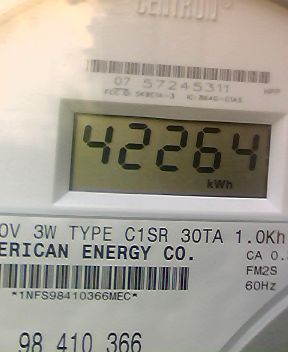 CENTRON®
07 57245311
42264
kWh
0V 3W TYPE C1SR 30TA 1.0Kh
ERICAN ENERGY CO.
CA 0.
FM2S
60Hz
*1NFS98410366MEC*
98 410 366